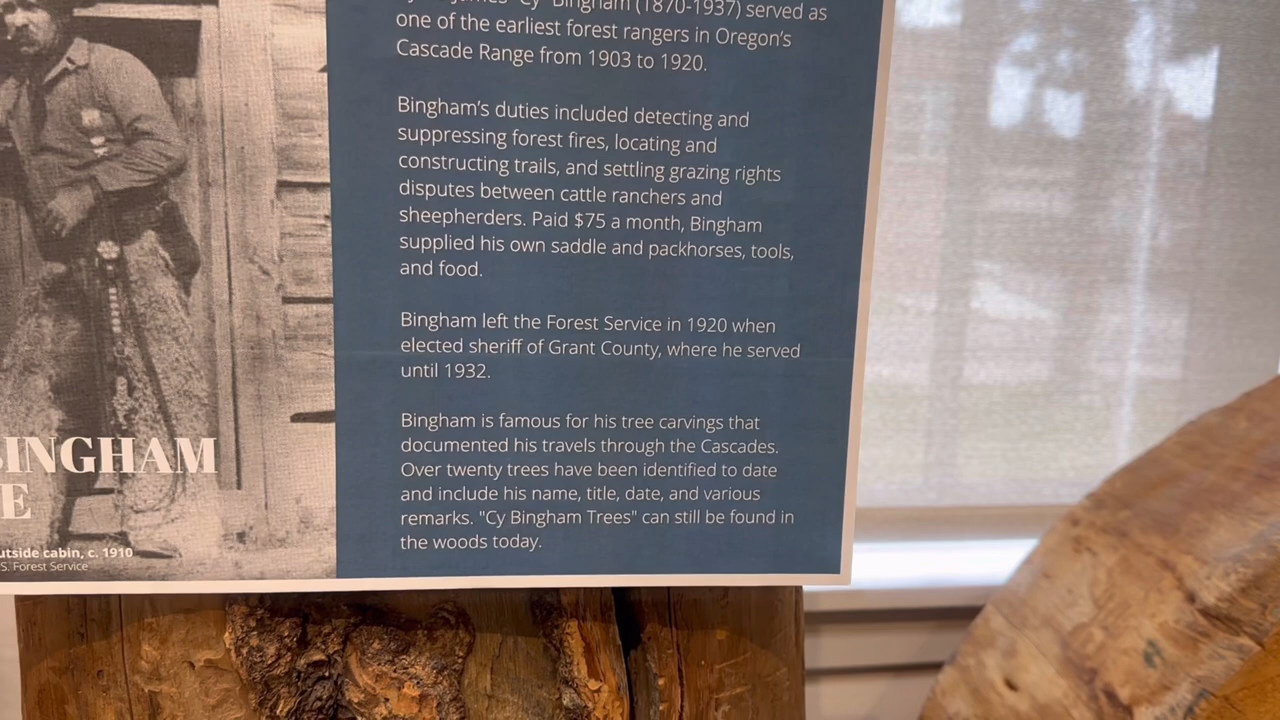 "Cy" Bingham (1870-1937) served as
one of the earliest forest rangers in Oregon's
Cascade Range from 1903 to 1920.
Bingham's duties included detecting and
suppressing forest fires, locating and
constructing trails, and settling grazing rights
disputes between cattle ranchers and
sheepherders. Paid $75 a month, Bingham
supplied his own saddle and packhorses, tools,
and food.
Bingham left the Forest Service in 1920 when
elected sheriff of Grant County, where he served
until 1932.
Bingham is famous for his tree carvings that
documented his travels through the Cascades.
Over twenty trees have been identified to date
and include his name, title, date, and various
remarks. "Cy Bingham Trees" can still be found in
the woods today.
BINGHAM
E
utside cabin, c. 1910
S. Forest Service